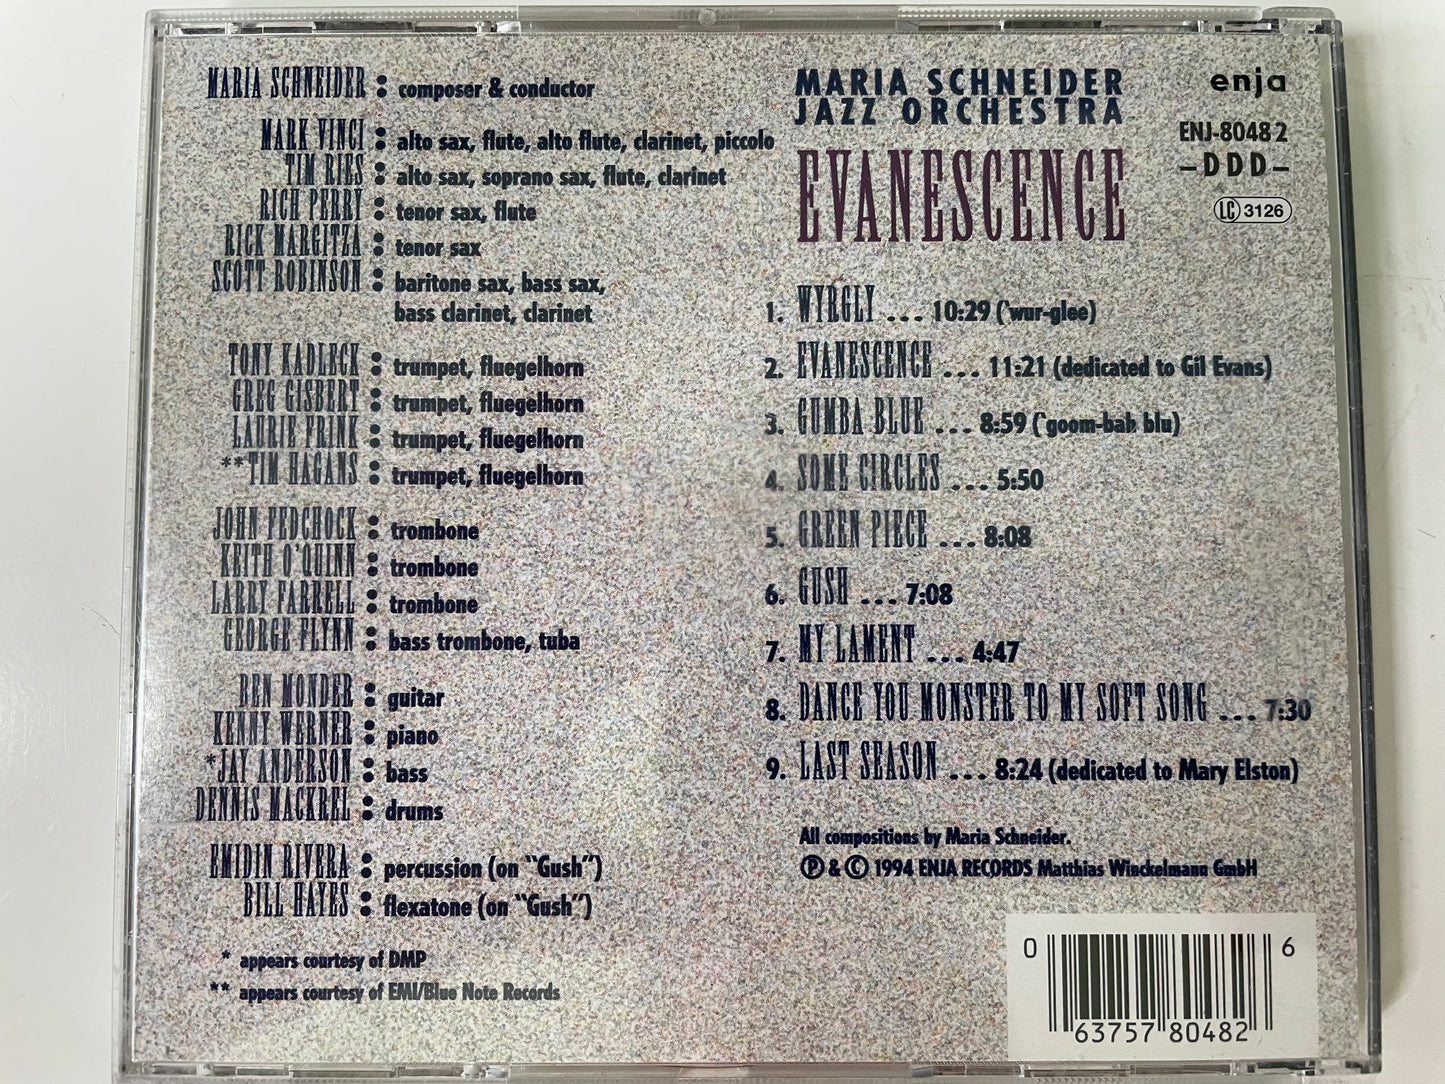 MARIA SCHNEIDER : composer & conductor
MARK VINCI : alto sax, flute, alto flute, clarinet, piccolo
TIM RIES : alto sax, soprano sax, flute, clarinet
RICH PERRY : tenor sax, flute
RICK MARGITZA : tenor sax
SCOTT ROBINSON : baritone sax, bass sax,
bass clarinet, clarinet
TONY KADLECK : trumpet, fluegelhorn
GREG GISBERT : trumpet, fluegelhorn
LAURIE FRINK : trumpet, fluegelhorn
**TIM HAGANS : trumpet, fluegelhorn
JOHN FEDCHOCK : trombone
KEITH O'QUINN : trombone
LARRY FARRELL : trombone
GEORGE FLYNN : bass trombone, tuba
BEN MONDER : guitar
KENNY WERNER : piano
*JAY ANDERSON : bass
DENNIS MACKREL : drums
EMIDIN RIVERA : percussion (on "Gush")
BILL HAYES : flexatone (on "Gush")
* appears courtesy of DMP
** appears courtesy of EMI/Blue Note Records
MARIA SCHNEIDER
JAZZ ORCHESTRA
EVANESCENCE
enja
ENJ-8048 2
–DDD–
LC 3126
1. WYRGLY ... 10:29 ('wur-glee)
2. EVANESCENCE ... 11:21 (dedicated to Gil Evans)
3. GUMBA BLUE ... 8:59 ('goom-bah blu)
4. SOME CIRCLES ... 5:50
5. GREEN PIECE ... 8:08
6. GUSH ... 7:08
7. MY LAMENT ... 4:47
8. DANCE YOU MONSTER TO MY SOFT SONG ... 7:30
9. LAST SEASON ... 8:24 (dedicated to Mary Elston)
All compositions by Maria Schneider.
Ⓟ & © 1994 ENJA RECORDS Matthias Winckelmann GmbH
0 63757 80482 6